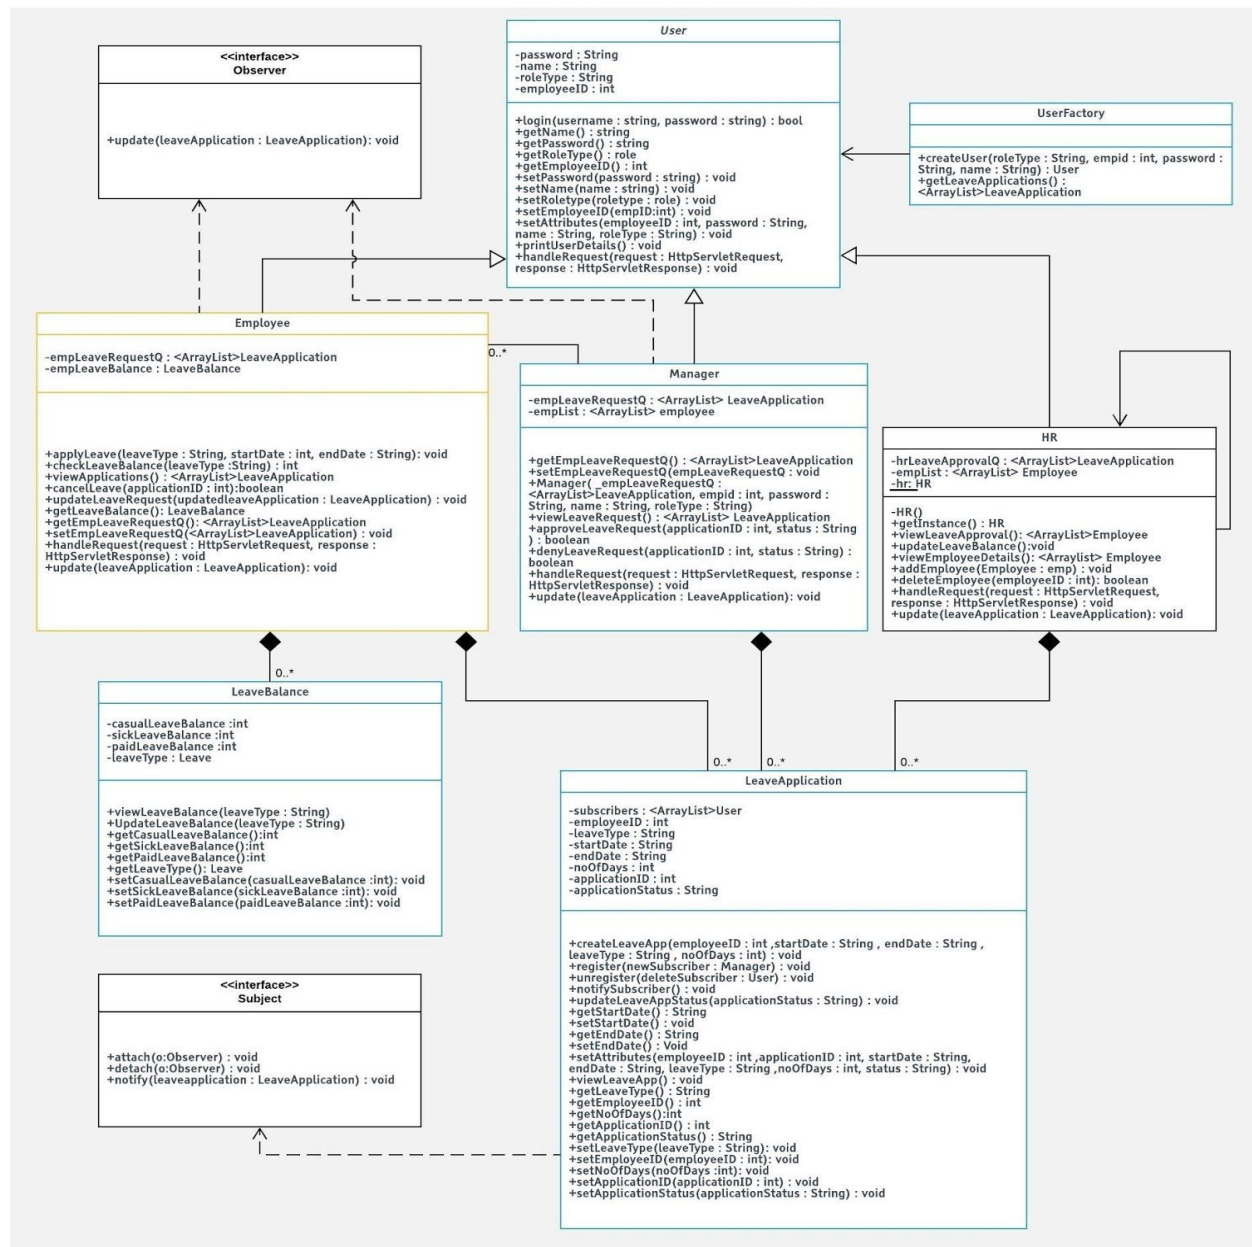 <<interface>>
Observer
+update(leaveApplication : LeaveApplication): void
User
-password : String
-name : String
-roleType : String
-employeeID : int
+login(username : string, password : string) : bool
+getName() : string
+getPassword() : string
+getRoleType() : role
+getEmployeeID() : int
+setPassword(password : string) : void
+setName(name : string) : void
+setRoletype(roletype : role) : void
+setEmployeeID(empID:int) : void
+setAttributes(employeeID : int, password : String,
name : String, roleType : String) : void
+printUserDetails() : void
+handleRequest(request : HttpServletRequest,
response : HttpServletResponse) : void
UserFactory
+createUser(roleType : String, empid : int, password :
String, name : String) : User
+getLeaveApplications() :
<ArrayList>LeaveApplication
Employee
-empLeaveRequestQ : <ArrayList>LeaveApplication
-empLeaveBalance : LeaveBalance
+applyLeave(leaveType : String, startDate : int, endDate : String): void
+checkLeaveBalance(leaveType :String) : int
+viewApplications() : <ArrayList>LeaveApplication
+cancelLeave(applicationID : int):boolean
+updateLeaveRequest(updatedleaveApplication : LeaveApplication) : void
+getLeaveBalance(): LeaveBalance
+getEmpLeaveRequestQ(): <ArrayList>LeaveApplication
+setEmpLeaveRequestQ(<ArrayList>LeaveApplication) : void
+handleRequest(request : HttpServletRequest, response :
HttpServletResponse) : void
+update(leaveApplication : LeaveApplication): void
0..*
Manager
-empLeaveRequestQ : <ArrayList> LeaveApplication
-empList : <ArrayList> employee
+getEmpLeaveRequestQ() : <ArrayList>LeaveApplication
+setEmpLeaveRequestQ(empLeaveRequestQ) : void
+Manager( _empLeaveRequestQ :
<ArrayList>LeaveApplication, empid : int, password :
String, name : String, roleType : String)
+viewLeaveRequest() : <ArrayList> LeaveApplication
+approveLeaveRequest(applicationID : int, status : String
) : boolean
+denyLeaveRequest(applicationID : int, status : String) :
boolean
+handleRequest(request : HttpServletRequest, response :
HttpServletResponse) : void
+update(leaveApplication : LeaveApplication): void
HR
-hrLeaveApprovalQ : <ArrayList>LeaveApplication
-empList : <ArrayList> Employee
-hr: HR
-HR()
+getInstance() : HR
+viewLeaveApproval(): <ArrayList>Employee
+updateLeaveBalance():void
+viewEmployeeDetails(): <Arraylist> Employee
+addEmployee(Employee : emp) : void
+deleteEmployee(employeeID : int): boolean
+handleRequest(request : HttpServletRequest,
response : HttpServletResponse) : void
+update(leaveApplication : LeaveApplication): void
0..*
LeaveBalance
-casualLeaveBalance :int
-sickLeaveBalance :int
-paidLeaveBalance :int
-leaveType : Leave
+viewLeaveBalance(leaveType : String)
+UpdateLeaveBalance(leaveType : String)
+getCasualLeaveBalance():int
+getSickLeaveBalance():int
+getPaidLeaveBalance():int
+getLeaveType(): Leave
+setCasualLeaveBalance(casualLeaveBalance :int): void
+setSickLeaveBalance(sickLeaveBalance :int): void
+setPaidLeaveBalance(paidLeaveBalance :int): void
0..*
0..*
0..*
LeaveApplication
-subscribers : <ArrayList>User
-employeeID : int
-leaveType : String
-startDate : String
-endDate : String
-noOfDays : int
-applicationID : int
-applicationStatus : String
+createLeaveApp(employeeID : int ,startDate : String , endDate : String ,
leaveType : String , noOfDays : int) : void
+register(newSubscriber : Manager) : void
+unregister(deleteSubscriber : User) : void
+notifySubscriber() : void
+updateLeaveAppStatus(applicationStatus : String) : void
+getStartDate() : String
+setStartDate() : void
+getEndDate() : String
+setEndDate() : Void
+setAttributes(employeeID : int ,applicationID : int, startDate : String,
endDate : String, leaveType : String ,noOfDays : int, status : String) : void
+viewLeaveApp() : void
+getLeaveType() : String
+getEmployeeID() : int
+getNoOfDays():int
+getApplicationID() : int
+getApplicationStatus() : String
+setLeaveType(leaveType : String): void
+setEmployeeID(employeeID : int): void
+setNoOfDays(noOfDays :int): void
+setApplicationID(applicationID : int) : void
+setApplicationStatus(applicationStatus : String) : void
<<interface>>
Subject
+attach(o:Observer) : void
+detach(o:Observer) : void
+notify(leaveapplication : LeaveApplication) : void